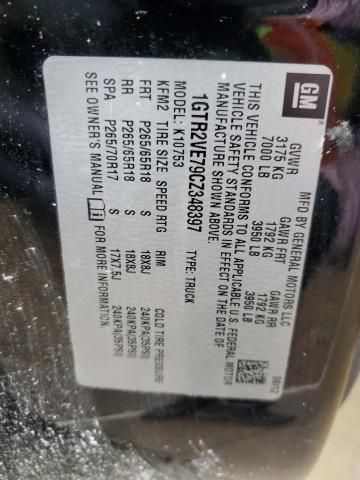 GM
MFD BY GENERAL MOTORS LLC
06/12
GVWR GAWR FRT GAWR RR
3175 KG 1792 KG 1792 KG
7000 LB 3950 LB 3950 LB
THIS VEHICLE CONFORMS TO ALL APPLICABLE U.S. FEDERAL MOTOR
VEHICLE SAFETY STANDARDS IN EFFECT ON THE DATE OF
MANUFACTURE SHOWN ABOVE.
1GTR2VE79CZ348397 TYPE: TRUCK
MODEL: K10753
KFM2 TIRE SIZE SPEED RTG RIM COLD TIRE PRESSURE
FRT P265/65R18 S 18X8J 240KPA(35PSI)
RR P265/65R18 S 18X8J 240KPA(35PSI)
SPA P265/70R17 S 17X7.5J 240KPA(35PSI)
SEE OWNER'S MANUAL FOR MORE INFORMATION.